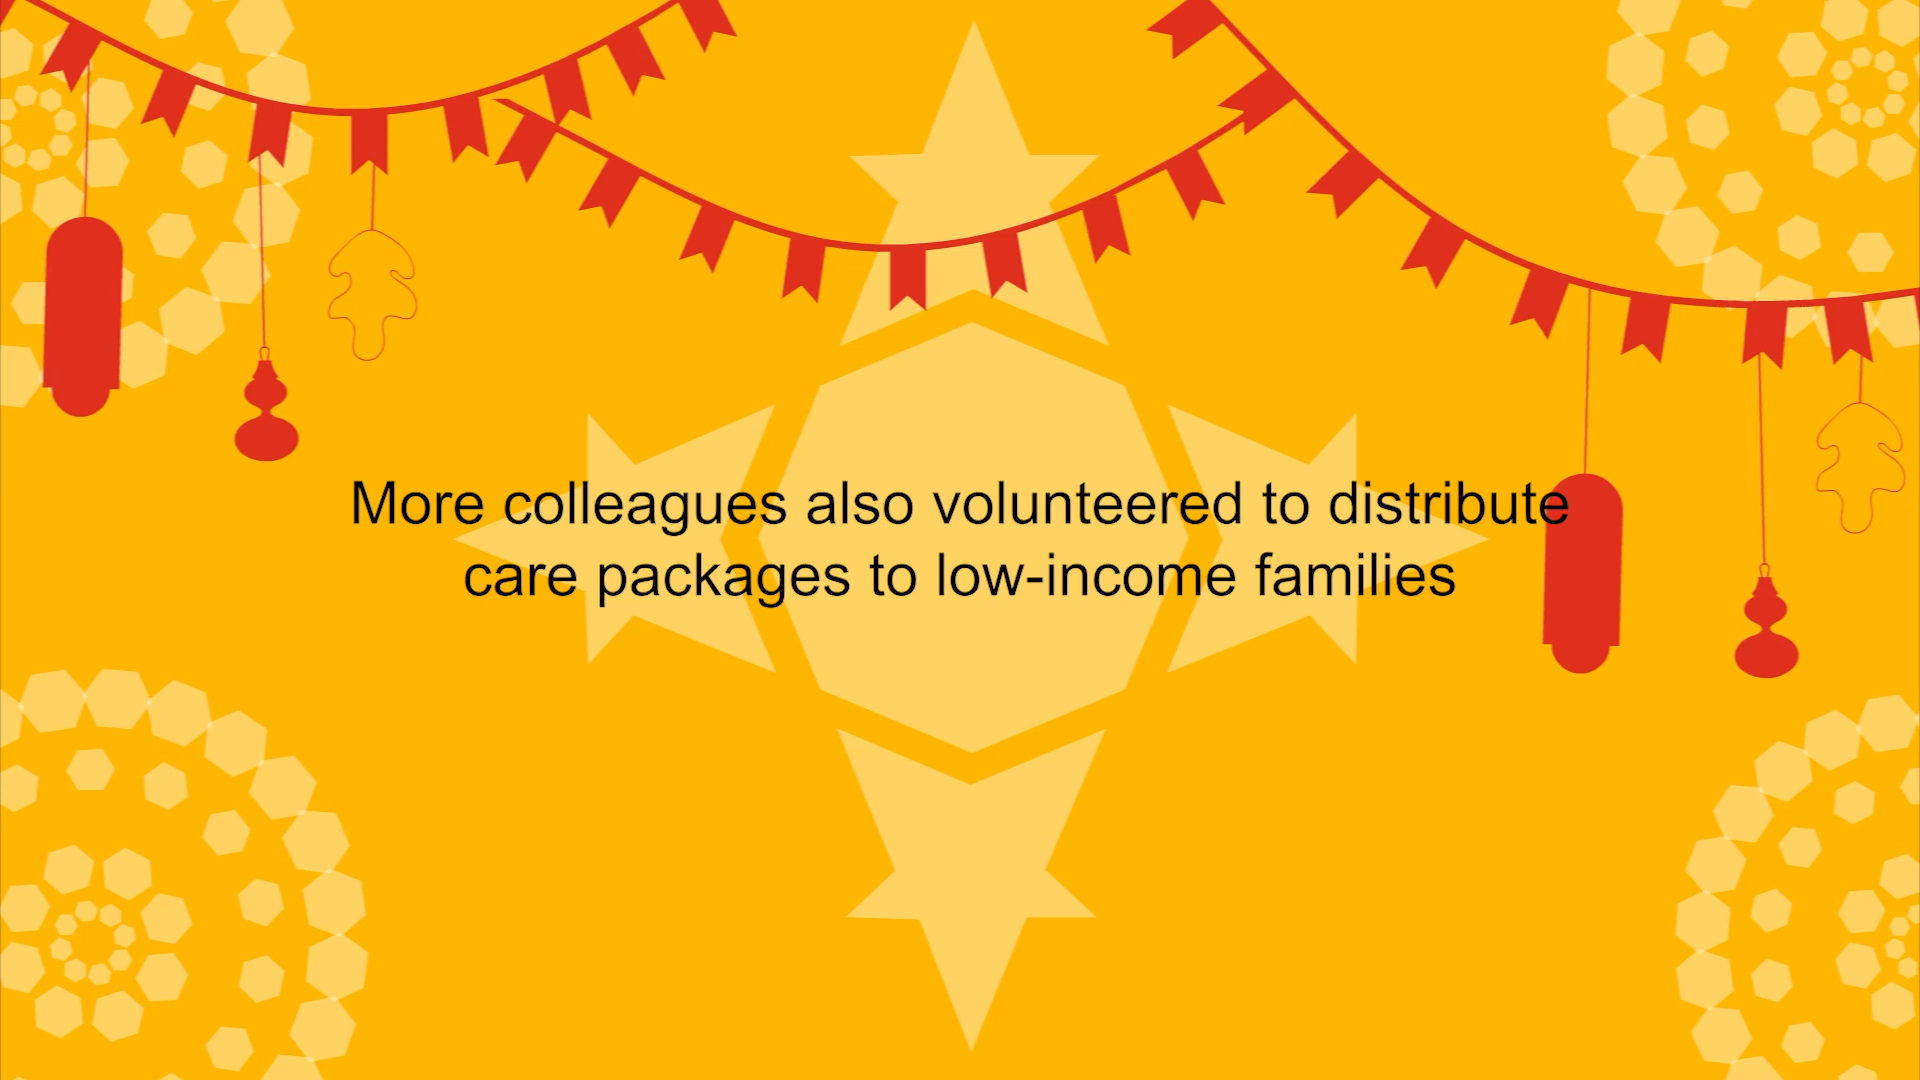 More colleagues also volunteered to distribute
care packages to low-income families